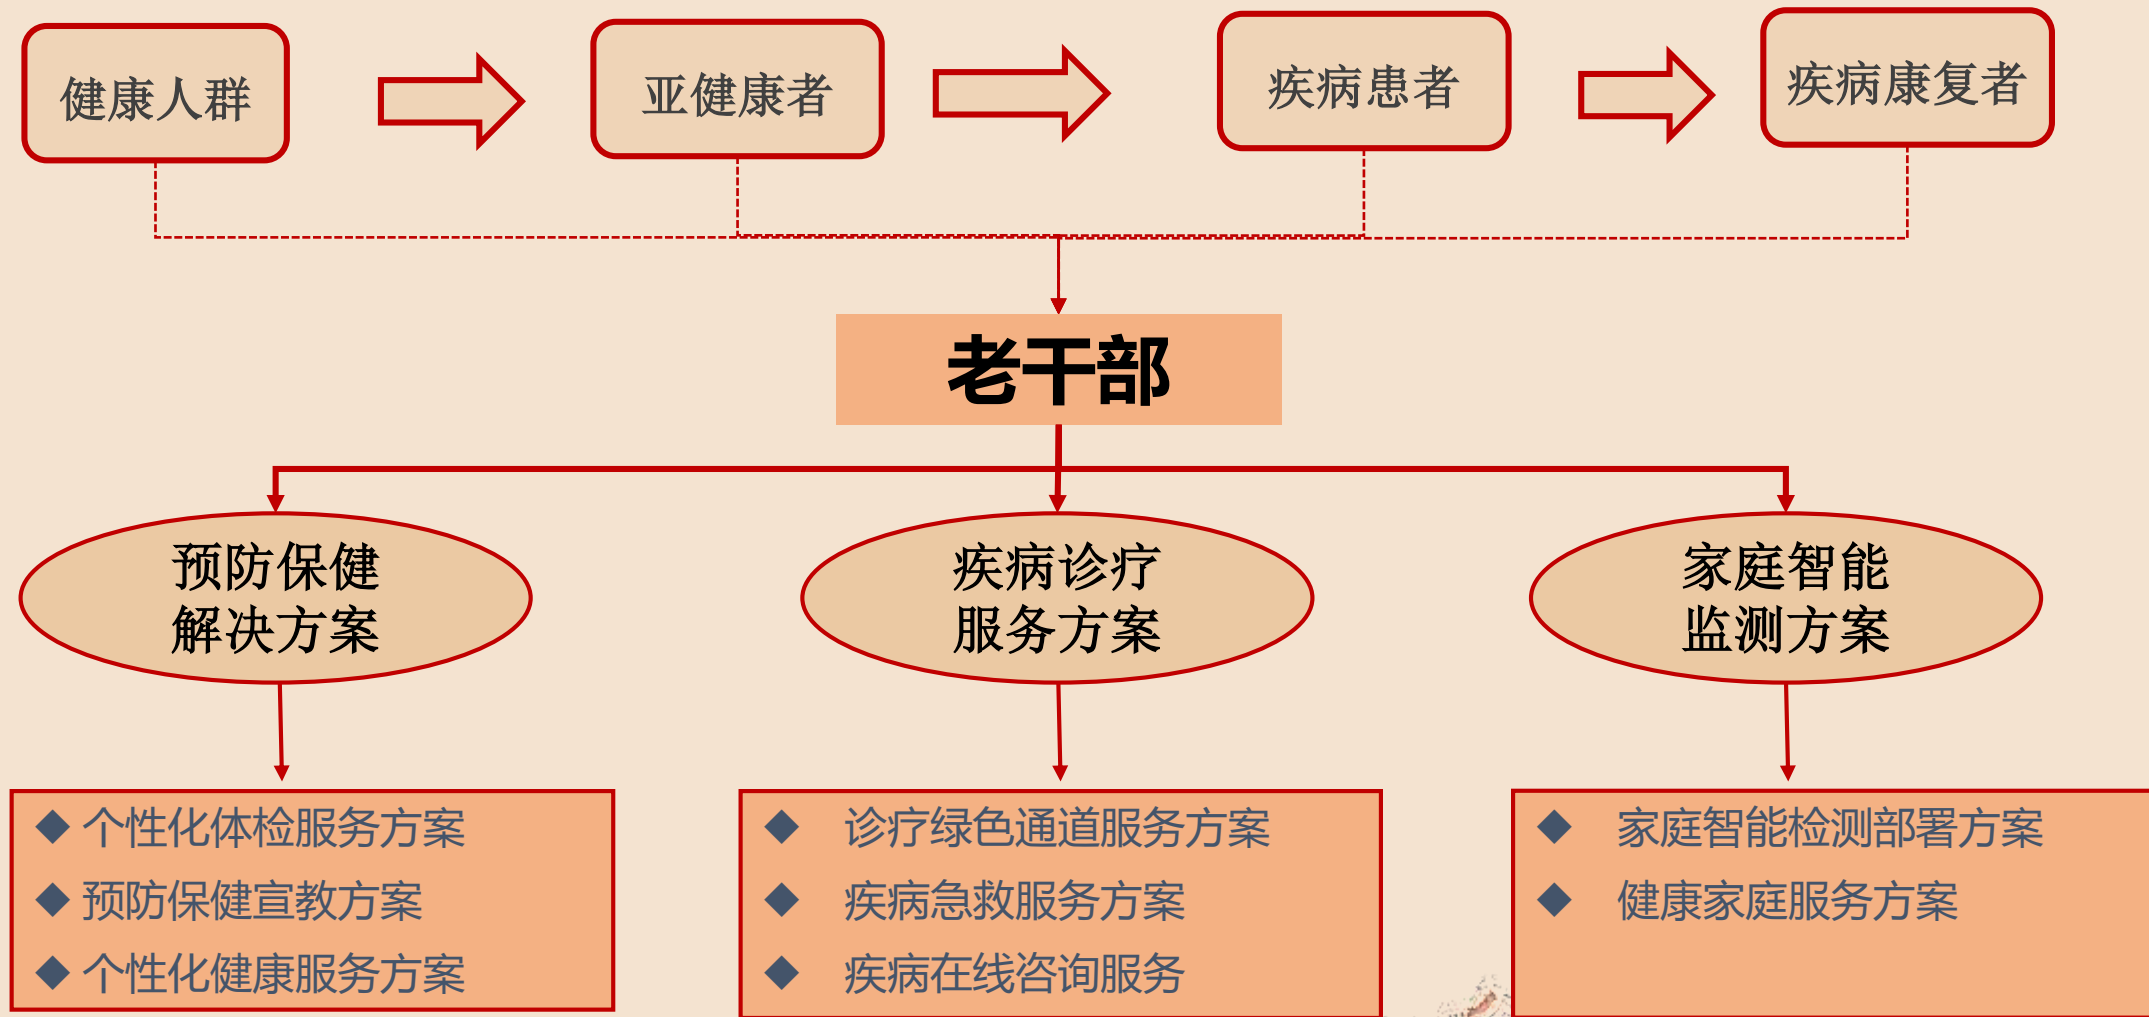 健康人群
亚健康者
疾病患者
疾病康复者
老干部
预防保健
解决方案
疾病诊疗
服务方案
家庭智能
监测方案
个性化体检服务方案
预防保健宣教方案
个性化健康服务方案
诊疗绿色通道服务方案
疾病急救服务方案
疾病在线咨询服务
家庭智能检测部署方案
健康家庭服务方案